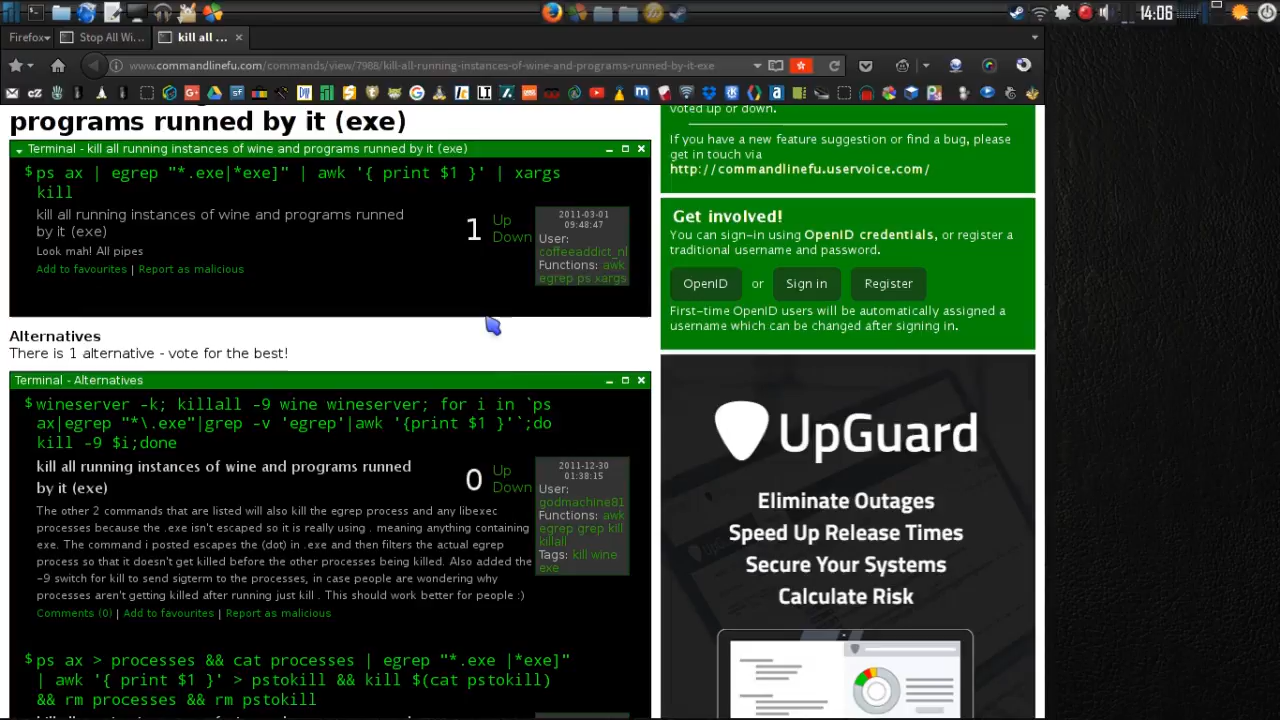 14:06
Firefox
Stop All Wi...
kill all ...
www.commandlinefu.com/commands/view/7988/kill-all-running-instances-of-wine-and-programs-runned-by-it-exe
programs runned by it (exe)
Terminal - kill all running instances of wine and programs runned by it (exe)
$ ps ax | egrep "*.exe|*exe]" | awk '{ print $1 }' | xargs
kill
kill all running instances of wine and programs runned
by it (exe)
Look mah! All pipes
Add to favourites | Report as malicious
1
Up
Down
2011-03-01
09:48:47
User:
coffeeaddict_nl
Functions: awk
egrep ps xargs
Alternatives
There is 1 alternative - vote for the best!
Terminal - Alternatives
$ wineserver -k; killall -9 wine wineserver; for i in `ps
ax|egrep "*\.exe"|grep -v 'egrep'|awk '{print $1 }'`;do
kill -9 $i;done
kill all running instances of wine and programs runned
by it (exe)
The other 2 commands that are listed will also kill the egrep process and any libexec
processes because the .exe isn't escaped so it is really using . meaning anything containing
exe. The command i posted escapes the (dot) in .exe and then filters the actual egrep
process so that it doesn't get killed before the other processes being killed. Also added the
-9 switch for kill to send sigterm to the processes, in case people are wondering why
processes aren't getting killed after running just kill . This should work better for people :)
Comments (0) | Add to favourites | Report as malicious
0
Up
Down
2011-12-30
01:38:15
User:
godmachine81
Functions: awk
egrep grep kill
killall
Tags: kill wine
exe
$ ps ax > processes && cat processes | egrep "*.exe |*exe]"
| awk '{ print $1 }' > pstokill && kill $(cat pstokill)
&& rm processes && rm pstokill
voted up or down.
If you have a new feature suggestion or find a bug, please
get in touch via
http://commandlinefu.uservoice.com/
Get involved!
You can sign-in using OpenID credentials, or register a
traditional username and password.
OpenID or Sign in Register
First-time OpenID users will be automatically assigned a
username which can be changed after signing in.
UpGuard
Eliminate Outages
Speed Up Release Times
Secure Your Systems
Calculate Risk